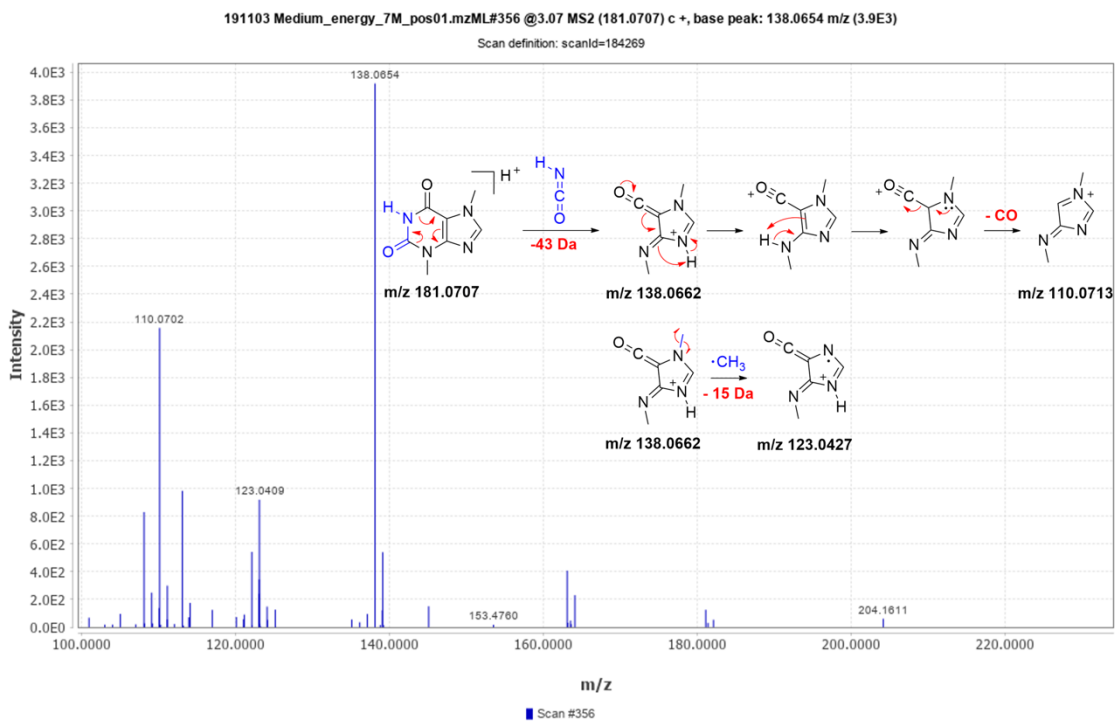 191103 Medium_energy_7M_pos01.mzML#356 @3.07 MS2 (181.0707) c +, base peak: 138.0654 m/z (3.9E3)
Scan definition: scanId=184269
Intensity
4.0E3
3.8E3
3.6E3
3.4E3
3.2E3
3.0E3
2.8E3
2.6E3
2.4E3
2.2E3
2.0E3
1.8E3
1.6E3
1.4E3
1.2E3
1.0E3
8.0E2
6.0E2
4.0E2
2.0E2
0.0E0
100.0000 120.0000 140.0000 160.0000 180.0000 200.0000 220.0000
m/z
Scan #356
138.0654
110.0702
123.0409
153.4760
204.1611
O
H N N
O N N
H+
m/z 181.0707
H N
C
O
-43 Da
O C N
+ N
N H
m/z 138.0662
+ O C N
H N N
+ O C N
N N
- CO
N +
N N
m/z 110.0713
O C N
+ N
N H
m/z 138.0662
·CH3
- 15 Da
O C N
+ N
N H
m/z 123.0427